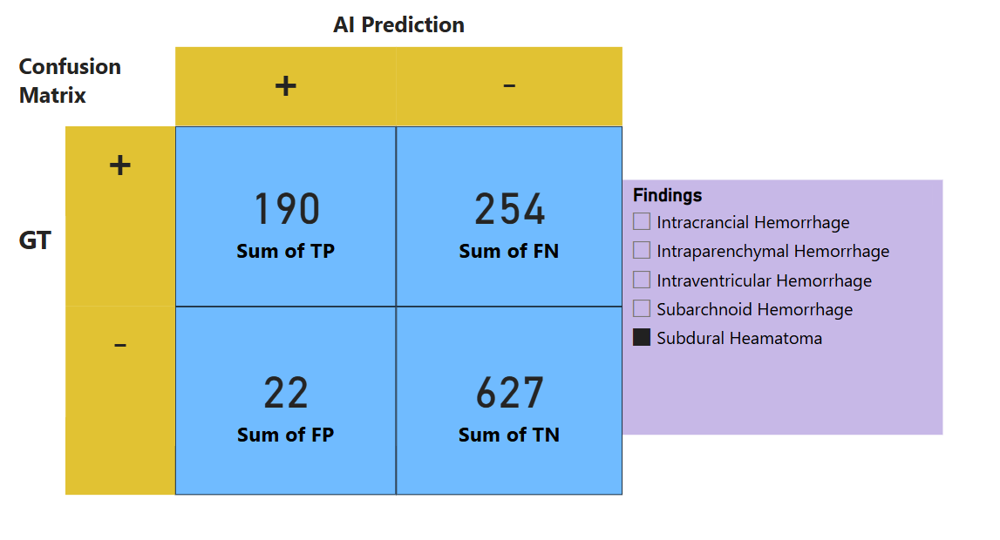 AI Prediction
Confusion
Matrix
+
-
+
GT
-
190
Sum of TP
254
Sum of FN
22
Sum of FP
627
Sum of TN
Findings
Intracrancial Hemorrhage
Intraparenchymal Hemorrhage
Intraventricular Hemorrhage
Subarchnoid Hemorrhage
Subdural Heamatoma